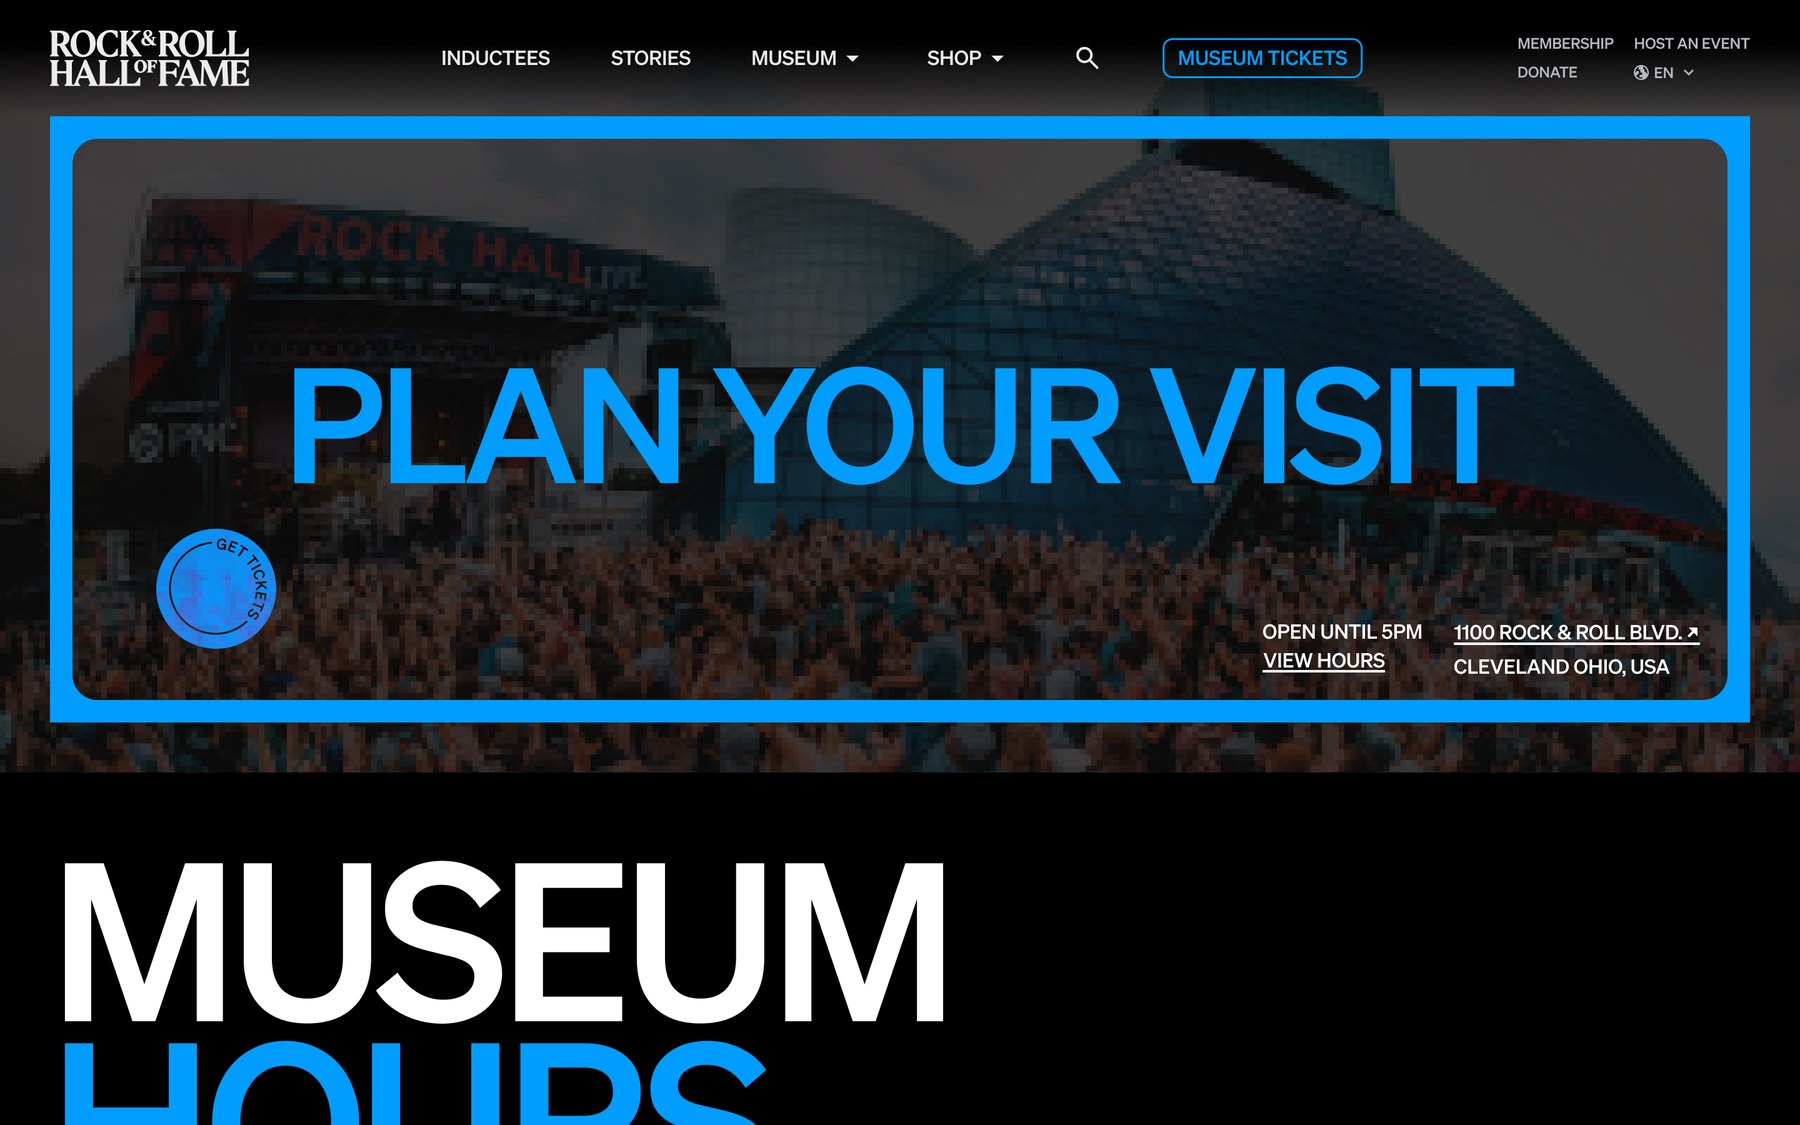 ROCK&ROLL
HALL OF FAME
INDUCTEES
STORIES
MUSEUM
SHOP
MUSEUM TICKETS
MEMBERSHIP
HOST AN EVENT
DONATE
EN
ROCK HALL LIVE
PNC
PLAN YOUR VISIT
GET TICKETS
OPEN UNTIL 5PM
VIEW HOURS
1100 ROCK & ROLL BLVD.
CLEVELAND OHIO, USA
MUSEUM
HOURS